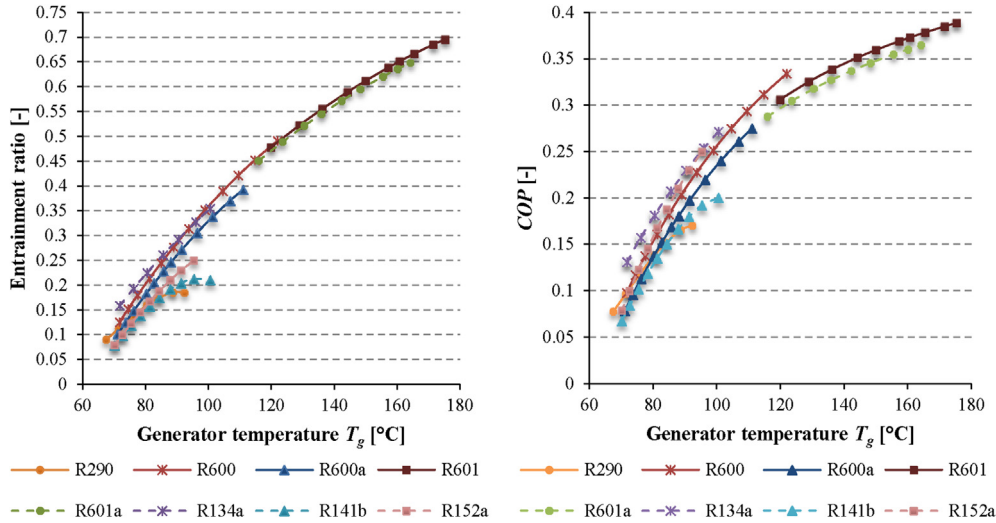 0.75
0.7
0.65
0.6
0.55
0.5
0.45
0.4
0.35
0.3
0.25
0.2
0.15
0.1
0.05
0
Entrainment ratio [-]
60 80 100 120 140 160 180
Generator temperature Tg [°C]
R290 R600 R600a R601
R601a R134a R141b R152a
0.4
0.35
0.3
0.25
0.2
0.15
0.1
0.05
0
COP [-]
60 80 100 120 140 160 180
Generator temperature Tg [°C]
R290 R600 R600a R601
R601a R134a R141b R152a